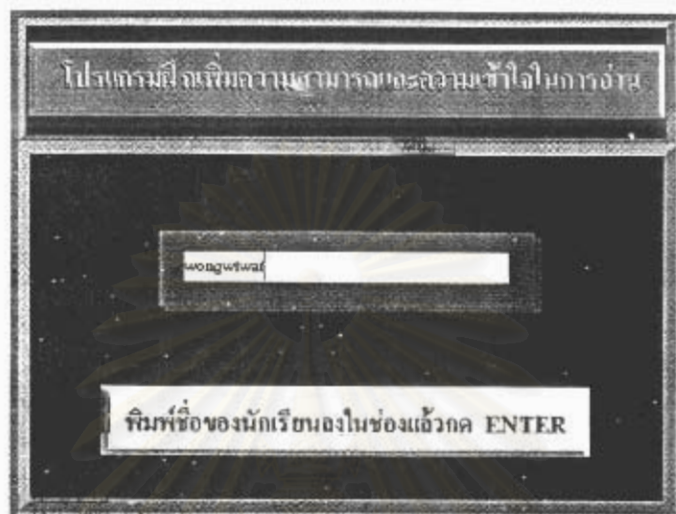 โปรแกรมฝึกเพิ่มความสามารถและความเข้าใจในการอ่าน
wongwiwat
พิมพ์ชื่อของนักเรียนลงในช่องแล้วกด ENTER